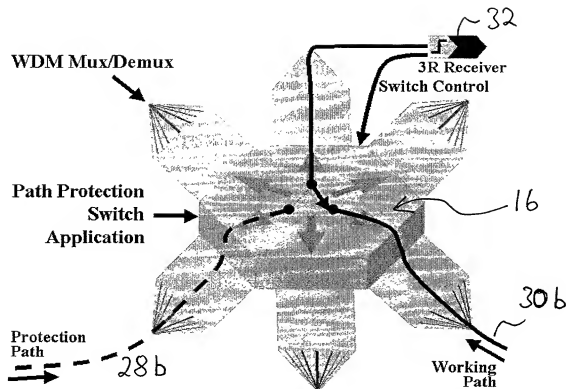 32
WDM Mux/Demux
3R Receiver
Switch Control
Path Protection
Switch
Application
16
30b
Protection
Path
28b
Working
Path